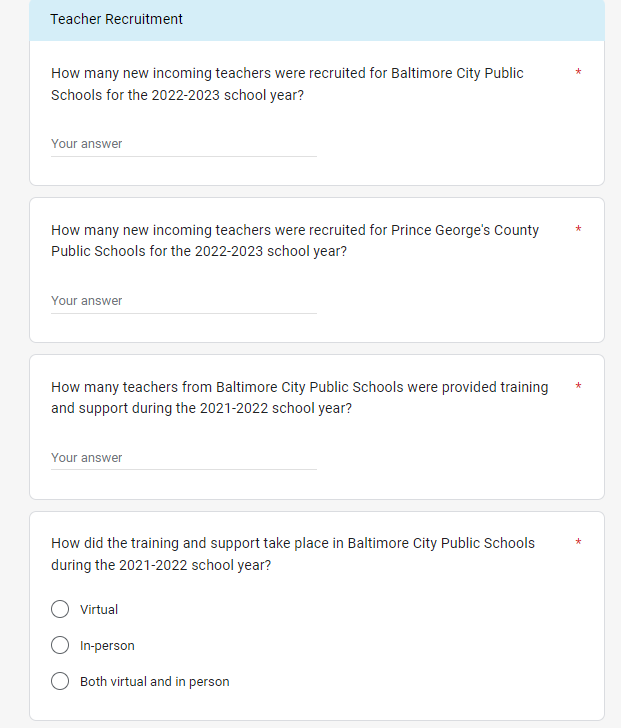 Teacher Recruitment
How many new incoming teachers were recruited for Baltimore City Public *
Schools for the 2022-2023 school year?
Your answer
How many new incoming teachers were recruited for Prince George's County *
Public Schools for the 2022-2023 school year?
Your answer
How many teachers from Baltimore City Public Schools were provided training *
and support during the 2021-2022 school year?
Your answer
How did the training and support take place in Baltimore City Public Schools *
during the 2021-2022 school year?
Virtual
In-person
Both virtual and in person